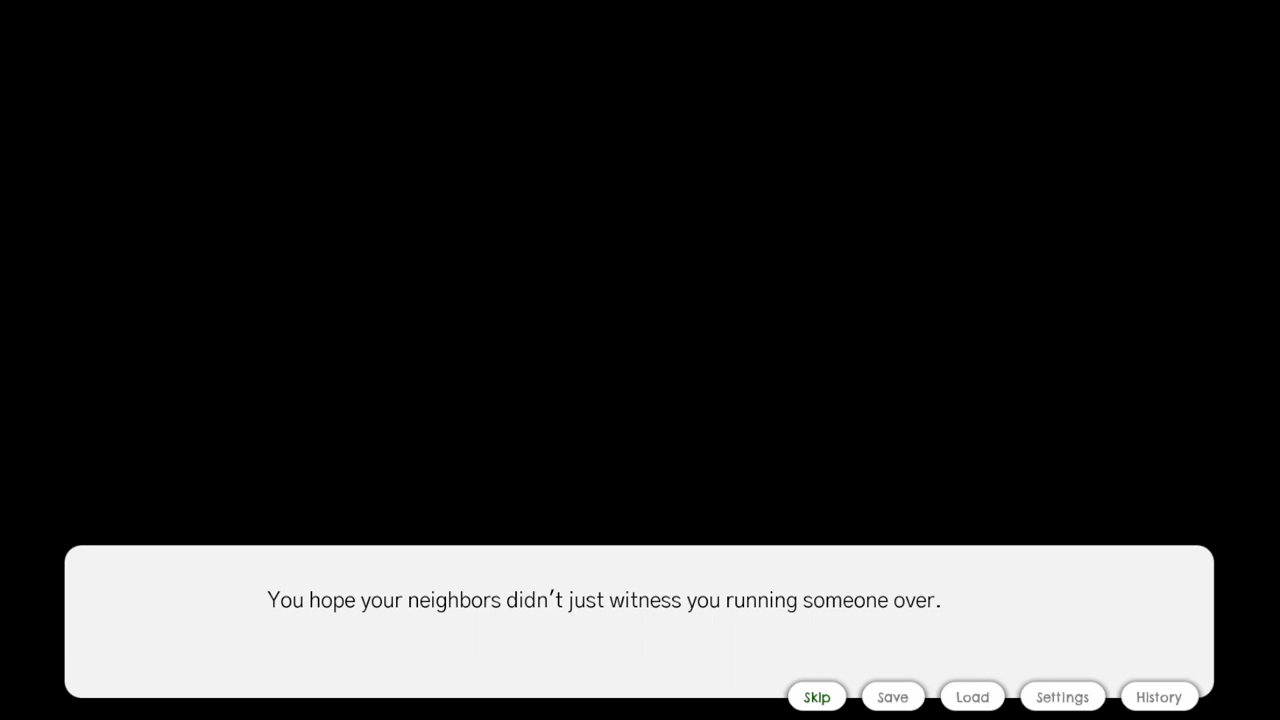 You hope your neighbors didn't just witness you running someone over.
Skip
Save
Load
Settings
History